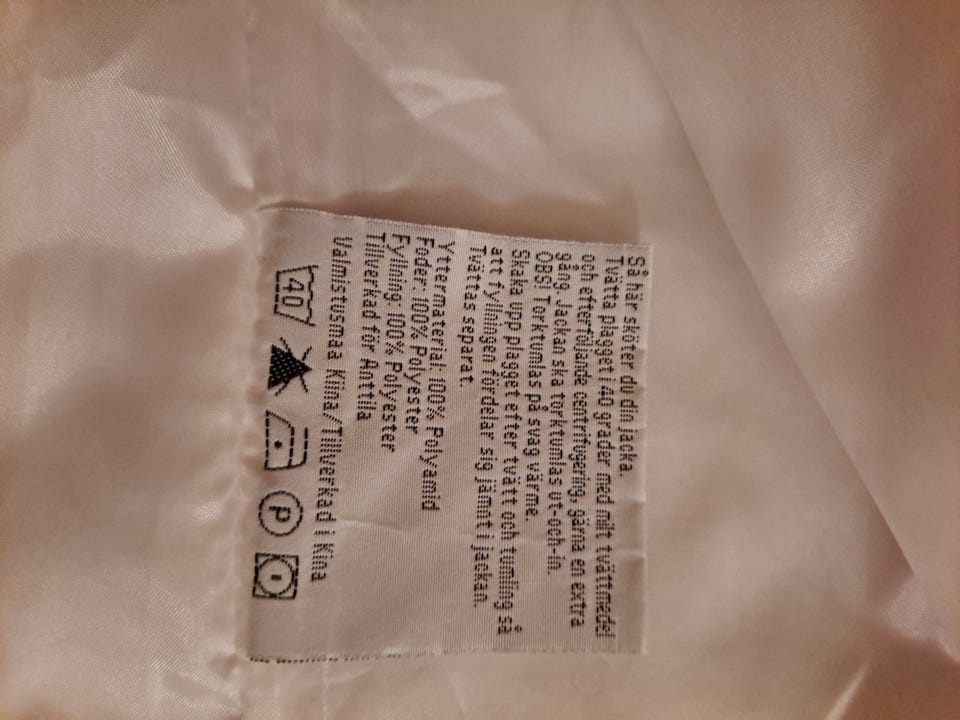 Så här sköter du din jacka.
Tvätta plagget i 40 grader med milt tvättmedel
och efterföljande centrifugering, gärna en extra
gång. Jackan ska torktumlas ut-och-in.
OBS! Torktumlas på svag värme.
Skaka upp plagget efter tvätt och tumling så
att fyllningen fördelar sig jämnt i jackan.
Tvättas separat.
Yttermaterial: 100% Polyamid
Foder: 100% Polyester
Fyllning: 100% Polyester
Tillverkad för Anttila
Valmistusmaa Kiina/Tillverkad i Kina
40 P